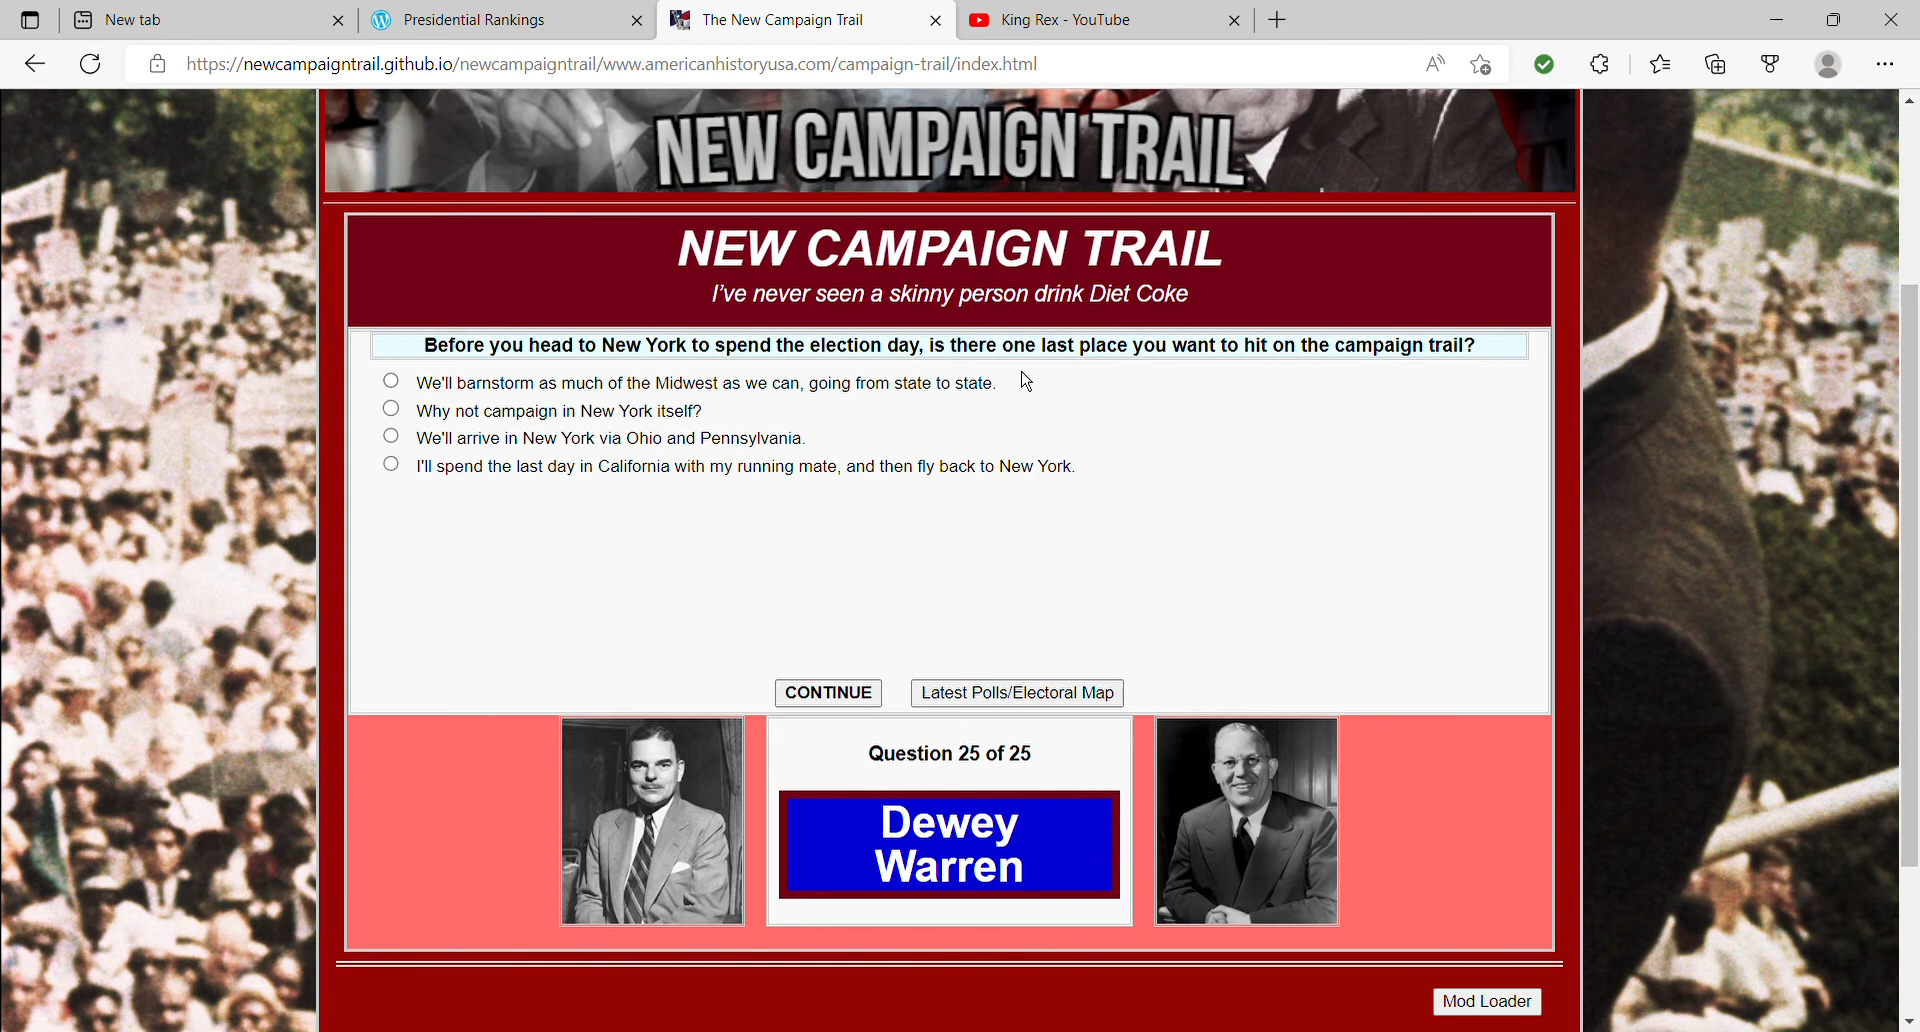 New tab
Presidential Rankings
The New Campaign Trail
King Rex - YouTube
https://newcampaigntrail.github.io/newcampaigntrail/www.americanhistoryusa.com/campaign-trail/index.html
NEW CAMPAIGN TRAIL
NEW CAMPAIGN TRAIL
I've never seen a skinny person drink Diet Coke
Before you head to New York to spend the election day, is there one last place you want to hit on the campaign trail?
We'll barnstorm as much of the Midwest as we can, going from state to state.
Why not campaign in New York itself?
We'll arrive in New York via Ohio and Pennsylvania.
I'll spend the last day in California with my running mate, and then fly back to New York.
CONTINUE
Latest Polls/Electoral Map
Question 25 of 25
Dewey
Warren
Mod Loader